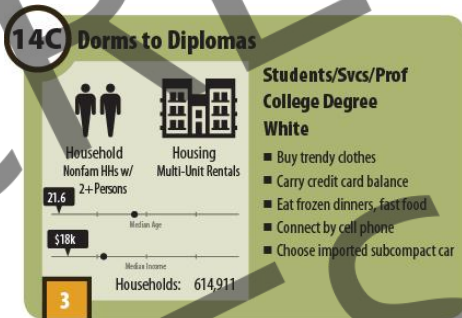 14C Dorms to Diplomas
Household
Nonfam HHs w/
2+ Persons
Housing
Multi-Unit Rentals
21.6
Median Age
$18k
Median Income
Households: 614,911
3
Students/Svcs/Prof
College Degree
White
■ Buy trendy clothes
■ Carry credit card balance
■ Eat frozen dinners, fast food
■ Connect by cell phone
■ Choose imported subcompact car